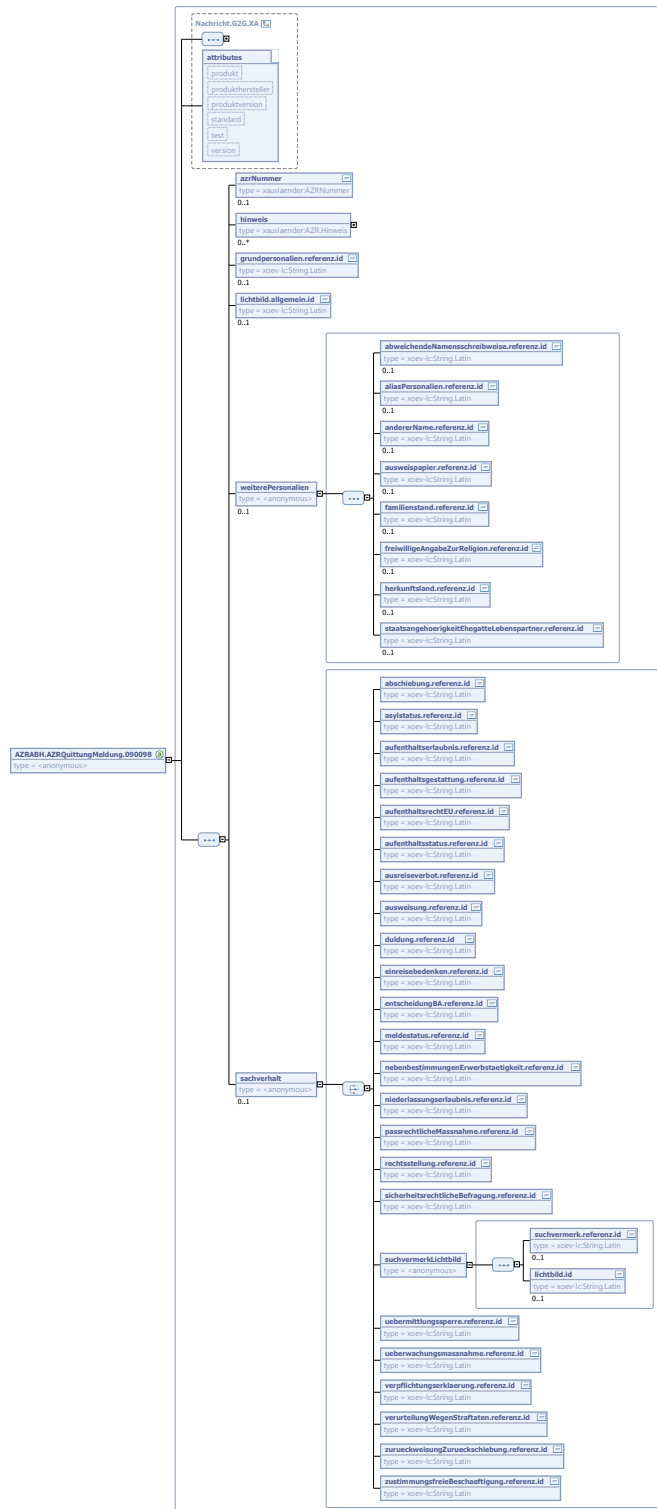 Nachricht.G2G.XA
attributes
produkt
produkthersteller
produktversion
standard
test
version
azrNummer
type = xauslaender:AZRNummer
0..1
hinweis
type = xauslaender:AZR.Hinweis
0..*
grundpersonalien.referenz.id
type = xoev-lc:String.Latin
0..1
lichtbild.allgemein.id
type = xoev-lc:String.Latin
0..1
abweichendeNamensschreibweise.referenz.id
type = xoev-lc:String.Latin
0..1
aliasPersonalien.referenz.id
type = xoev-lc:String.Latin
0..1
andererName.referenz.id
type = xoev-lc:String.Latin
0..1
ausweispapier.referenz.id
type = xoev-lc:String.Latin
0..1
weiterePersonalien
type = <anonymous>
0..1
familienstand.referenz.id
type = xoev-lc:String.Latin
0..1
freiwilligeAngabeZurReligion.referenz.id
type = xoev-lc:String.Latin
0..1
herkunftsland.referenz.id
type = xoev-lc:String.Latin
0..1
staatsangehoerigkeitEhegatteLebenspartner.referenz.id
type = xoev-lc:String.Latin
0..1
AZRABH.AZRQuittungMeldung.090098
type = <anonymous>
abschiebung.referenz.id
type = xoev-lc:String.Latin
asylstatus.referenz.id
type = xoev-lc:String.Latin
aufenthaltserlaubnis.referenz.id
type = xoev-lc:String.Latin
aufenthaltsgestattung.referenz.id
type = xoev-lc:String.Latin
aufenthaltsrechtEU.referenz.id
type = xoev-lc:String.Latin
aufenthaltsstatus.referenz.id
type = xoev-lc:String.Latin
ausreiseverbot.referenz.id
type = xoev-lc:String.Latin
ausweisung.referenz.id
type = xoev-lc:String.Latin
duldung.referenz.id
type = xoev-lc:String.Latin
einreisebedenken.referenz.id
type = xoev-lc:String.Latin
entscheidungBA.referenz.id
type = xoev-lc:String.Latin
meldestatus.referenz.id
type = xoev-lc:String.Latin
sachverhalt
type = <anonymous>
0..1
nebenbestimmungenErwerbstaetigkeit.referenz.id
type = xoev-lc:String.Latin
niederlassungserlaubnis.referenz.id
type = xoev-lc:String.Latin
passrechtlicheMassnahme.referenz.id
type = xoev-lc:String.Latin
rechtsstellung.referenz.id
type = xoev-lc:String.Latin
sicherheitsrechtlicheBefragung.referenz.id
type = xoev-lc:String.Latin
suchvermerkLichtbild
type = <anonymous>
suchvermerk.referenz.id
type = xoev-lc:String.Latin
0..1
lichtbild.id
type = xoev-lc:String.Latin
0..1
uebermittlungssperre.referenz.id
type = xoev-lc:String.Latin
ueberwachungsmassnahme.referenz.id
type = xoev-lc:String.Latin
verpflichtungserklaerung.referenz.id
type = xoev-lc:String.Latin
verurteilungWegenStraftaten.referenz.id
type = xoev-lc:String.Latin
zurueckweisungZurueckschiebung.referenz.id
type = xoev-lc:String.Latin
zustimmungsfreieBeschaeftigung.referenz.id
type = xoev-lc:String.Latin